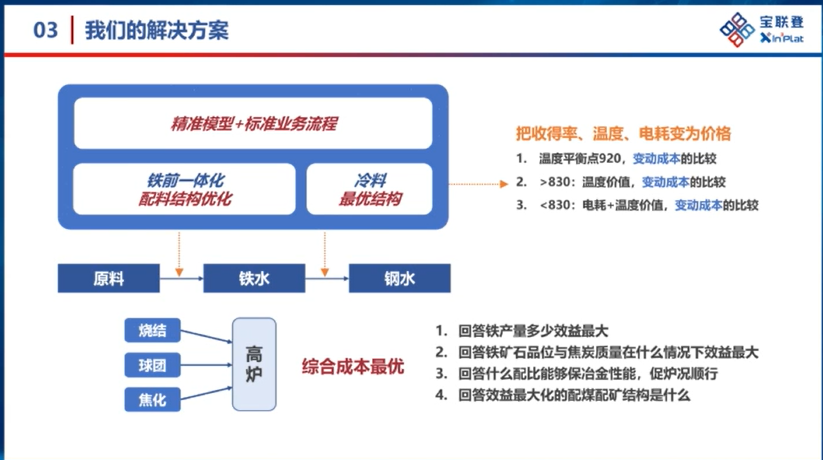 03 我们的解决方案
宝联登
XinPlat
精准模型+标准业务流程
铁前一体化
配料结构优化
冷料
最优结构
把收得率、温度、电耗变为价格
1. 温度平衡点920，变动成本的比较
2. >830：温度价值，变动成本的比较
3. <830：电耗+温度价值，变动成本的比较
原料
铁水
钢水
烧结
球团
焦化
高炉
综合成本最优
1. 回答铁产量多少效益最大
2. 回答铁矿石品位与焦炭质量在什么情况下效益最大
3. 回答什么配比能够保冶金性能，促炉况顺行
4. 回答效益最大化的配煤配矿结构是什么